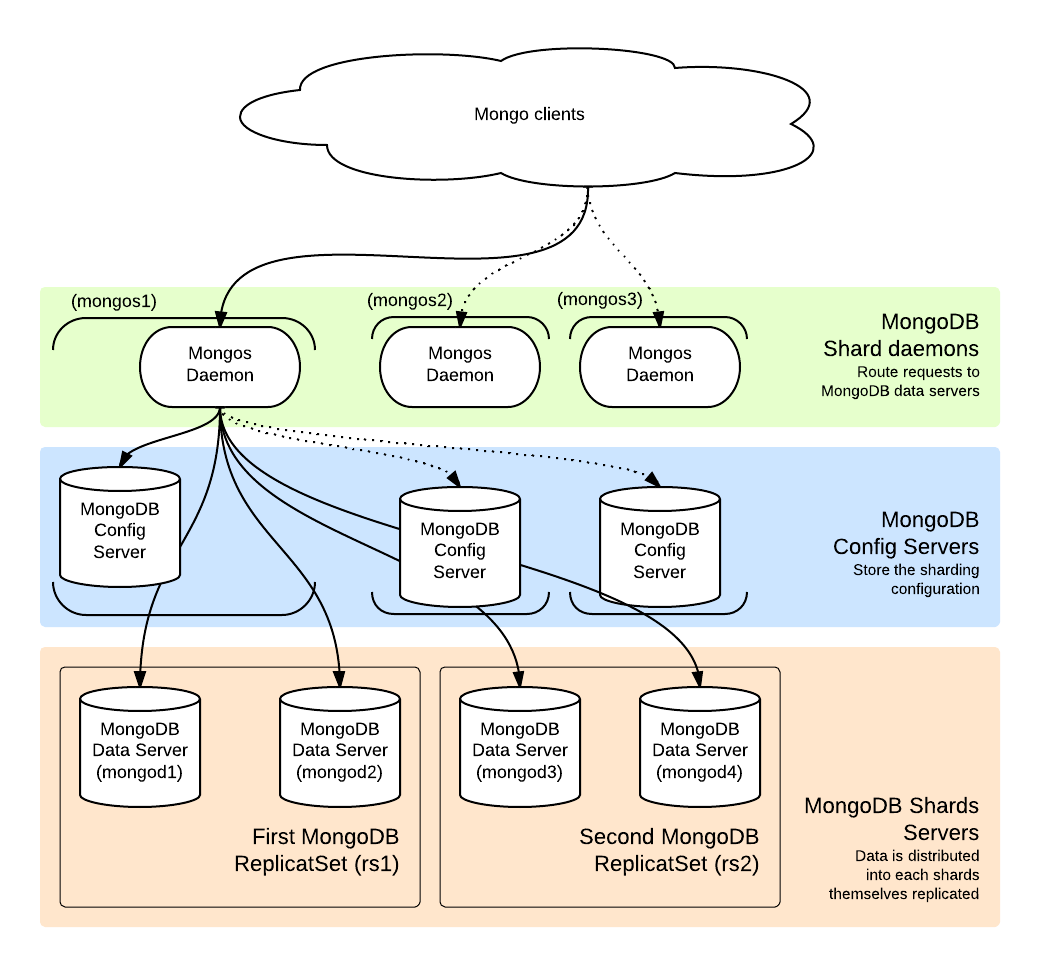 Mongo clients
(mongos1)
(mongos2)
(mongos3)
Mongos
Daemon
Mongos
Daemon
Mongos
Daemon
MongoDB
Shard daemons
Route requests to
MongoDB data servers
MongoDB
Config
Server
MongoDB
Config
Server
MongoDB
Config
Server
MongoDB
Config Servers
Store the sharding
configuration
MongoDB
Data Server
(mongod1)
MongoDB
Data Server
(mongod2)
First MongoDB
ReplicatSet (rs1)
MongoDB
Data Server
(mongod3)
MongoDB
Data Server
(mongod4)
Second MongoDB
ReplicatSet (rs2)
MongoDB Shards
Servers
Data is distributed
into each shards
themselves replicated